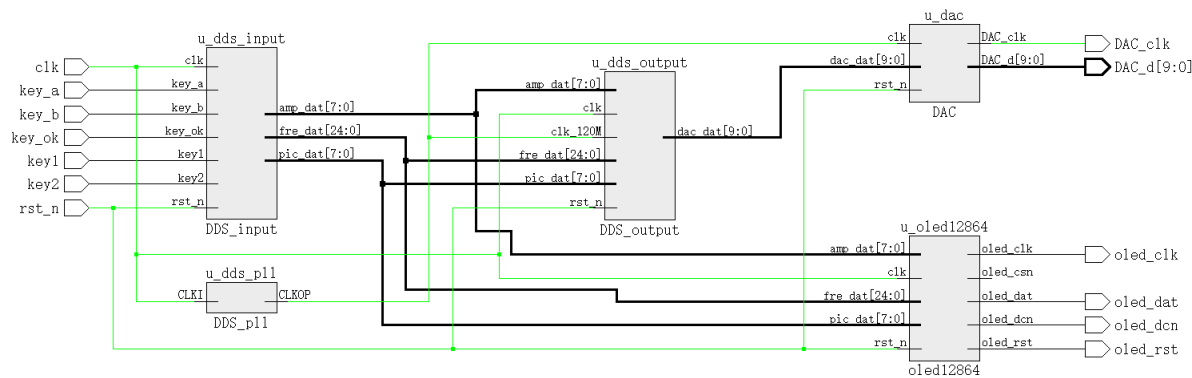 u_dds_input
clk
key_a
key_b
key_ok
key1
key2
rst_n
clk
key_a
key_b
key_ok
key1
key2
rst_n
amp_dat[7:0]
fre_dat[24:0]
pic_dat[7:0]
DDS_input
u_dds_pll
CLKI
CLKOP
DDS_pll
u_dds_output
amp_dat[7:0]
clk
clk_120M
fre_dat[24:0]
pic_dat[7:0]
rst_n
dac_dat[9:0]
DDS_output
u_dac
clk
dac_dat[9:0]
rst_n
DAC_clk
DAC_d[9:0]
DAC
DAC_clk
DAC_d[9:0]
u_oled12864
amp_dat[7:0]
clk
fre_dat[24:0]
pic_dat[7:0]
rst_n
oled_clk
oled_csn
oled_dat
oled_dcn
oled_rst
oled12864
oled_clk
oled_dat
oled_dcn
oled_rst